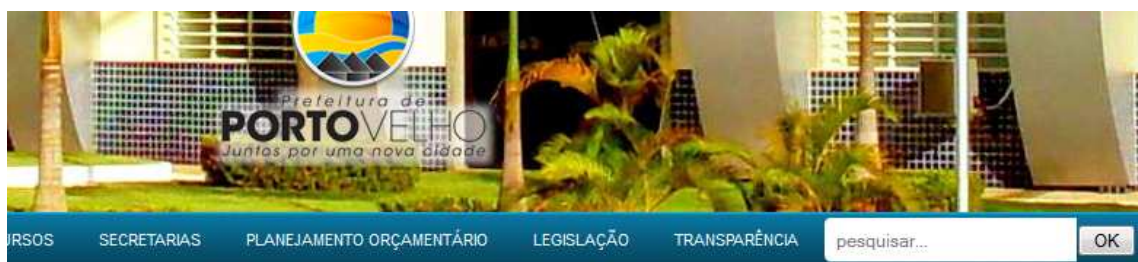 Prefeitura de
PORTOVELHO
Juntos por uma nova cidade
URSOS SECRETARIAS PLANEJAMENTO ORÇAMENTÁRIO LEGISLAÇÃO TRANSPARÊNCIA pesquisar... OK